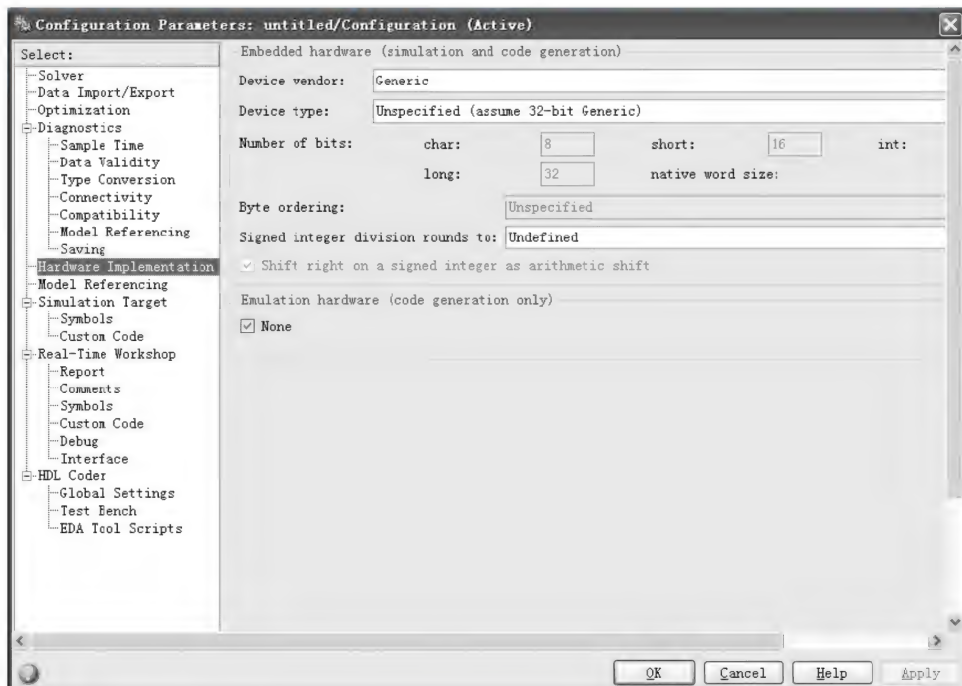 Configuration Parameters: untitled/Configuration (Active)
Select:
Solver
Data Import/Export
Optimization
Diagnostics
Sample Time
Data Validity
Type Conversion
Connectivity
Compatibility
Model Referencing
Saving
Hardware Implementation
Model Referencing
Simulation Target
Symbols
Custom Code
Real-Time Workshop
Report
Comments
Symbols
Custom Code
Debug
Interface
HDL Coder
Global Settings
Test Bench
EDA Tool Scripts
Embedded hardware (simulation and code generation)
Device vendor: Generic
Device type: Unspecified (assume 32-bit Generic)
Number of bits: char: 8 short: 16 int:
long: 32 native word size:
Byte ordering: Unspecified
Signed integer division rounds to: Undefined
Shift right on a signed integer as arithmetic shift
Emulation hardware (code generation only)
None
OK Cancel Help Apply